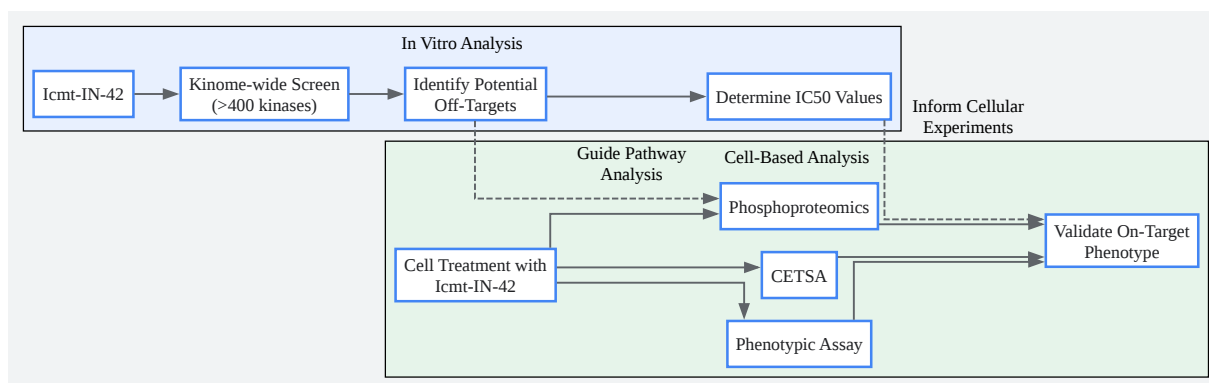 In Vitro Analysis
Icmt-IN-42
Kinome-wide Screen
(>400 kinases)
Identify Potential
Off-Targets
Determine IC50 Values
Inform Cellular
Experiments
Guide Pathway
Analysis
Cell-Based Analysis
Phosphoproteomics
Cell Treatment with
Icmt-IN-42
CETSA
Phenotypic Assay
Validate On-Target
Phenotype